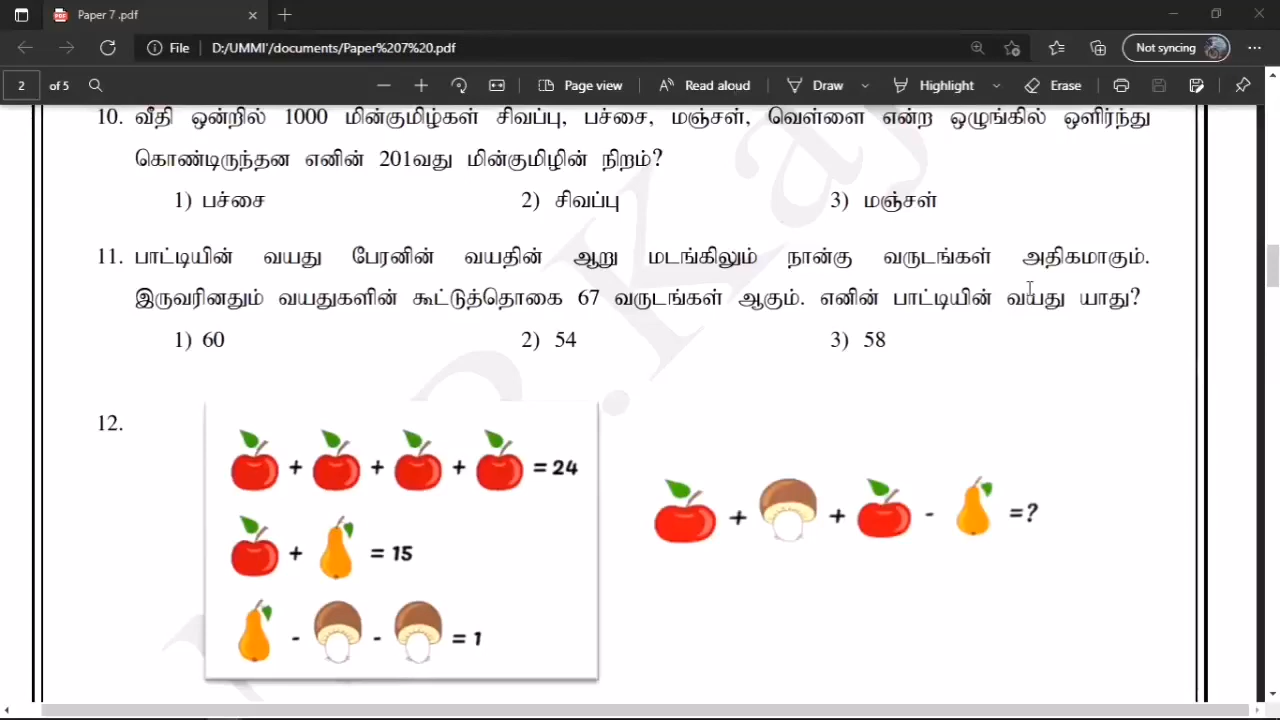 Paper 7 .pdf
File D:/UMMI'/documents/Paper%207%20.pdf Not syncing
2 of 5 Page view Read aloud Draw Highlight Erase
10. வீதி ஒன்றில் 1000 மின்குமிழ்கள் சிவப்பு, பச்சை, மஞ்சள், வெள்ளை என்ற ஒழுங்கில் ஒளிர்ந்து
கொண்டிருந்தன எனின் 201வது மின்குமிழின் நிறம்?
1) பச்சை 2) சிவப்பு 3) மஞ்சள்
11. பாட்டியின் வயது பேரனின் வயதின் ஆறு மடங்கிலும் நான்கு வருடங்கள் அதிகமாகும்.
இருவரினதும் வயதுகளின் கூட்டுத்தொகை 67 வருடங்கள் ஆகும். எனின் பாட்டியின் வயது யாது?
1) 60 2) 54 3) 58
12.
+ + + = 24
+ + - =?
+ = 15
- - = 1